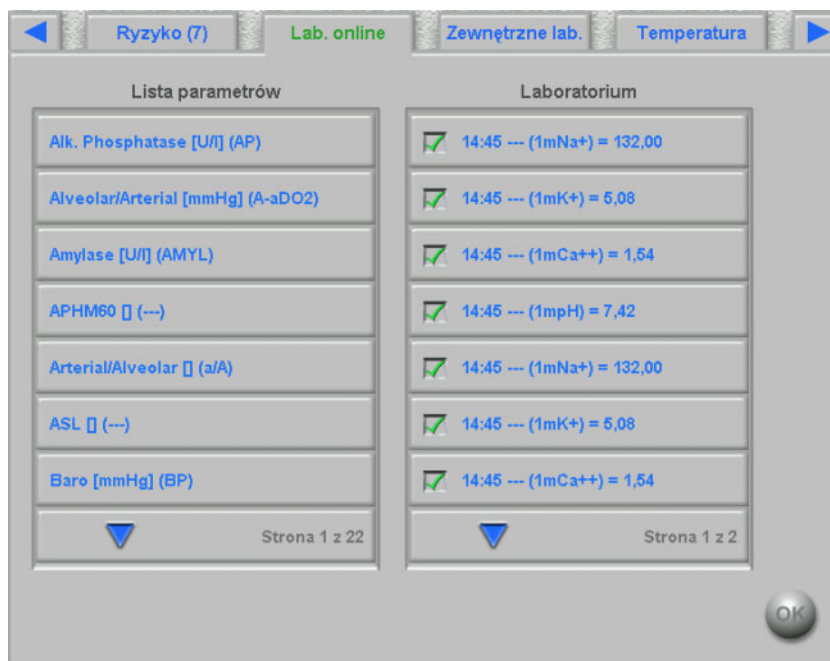 Ryzyko (7)
Lab. online
Zewnętrzne lab.
Temperatura
Lista parametrów
Alk. Phosphatase [U/l] (AP)
Alveolar/Arterial [mmHg] (A-aDO2)
Amylase [U/l] (AMYL)
APHM60 [] (---)
Arterial/Alveolar [] (a/A)
ASL [] (---)
Baro [mmHg] (BP)
Strona 1 z 22
Laboratorium
14:45 --- (1mNa+) = 132,00
14:45 --- (1mK+) = 5,08
14:45 --- (1mCa++) = 1,54
14:45 --- (1mpH) = 7,42
14:45 --- (1mNa+) = 132,00
14:45 --- (1mK+) = 5,08
14:45 --- (1mCa++) = 1,54
Strona 1 z 2
OK